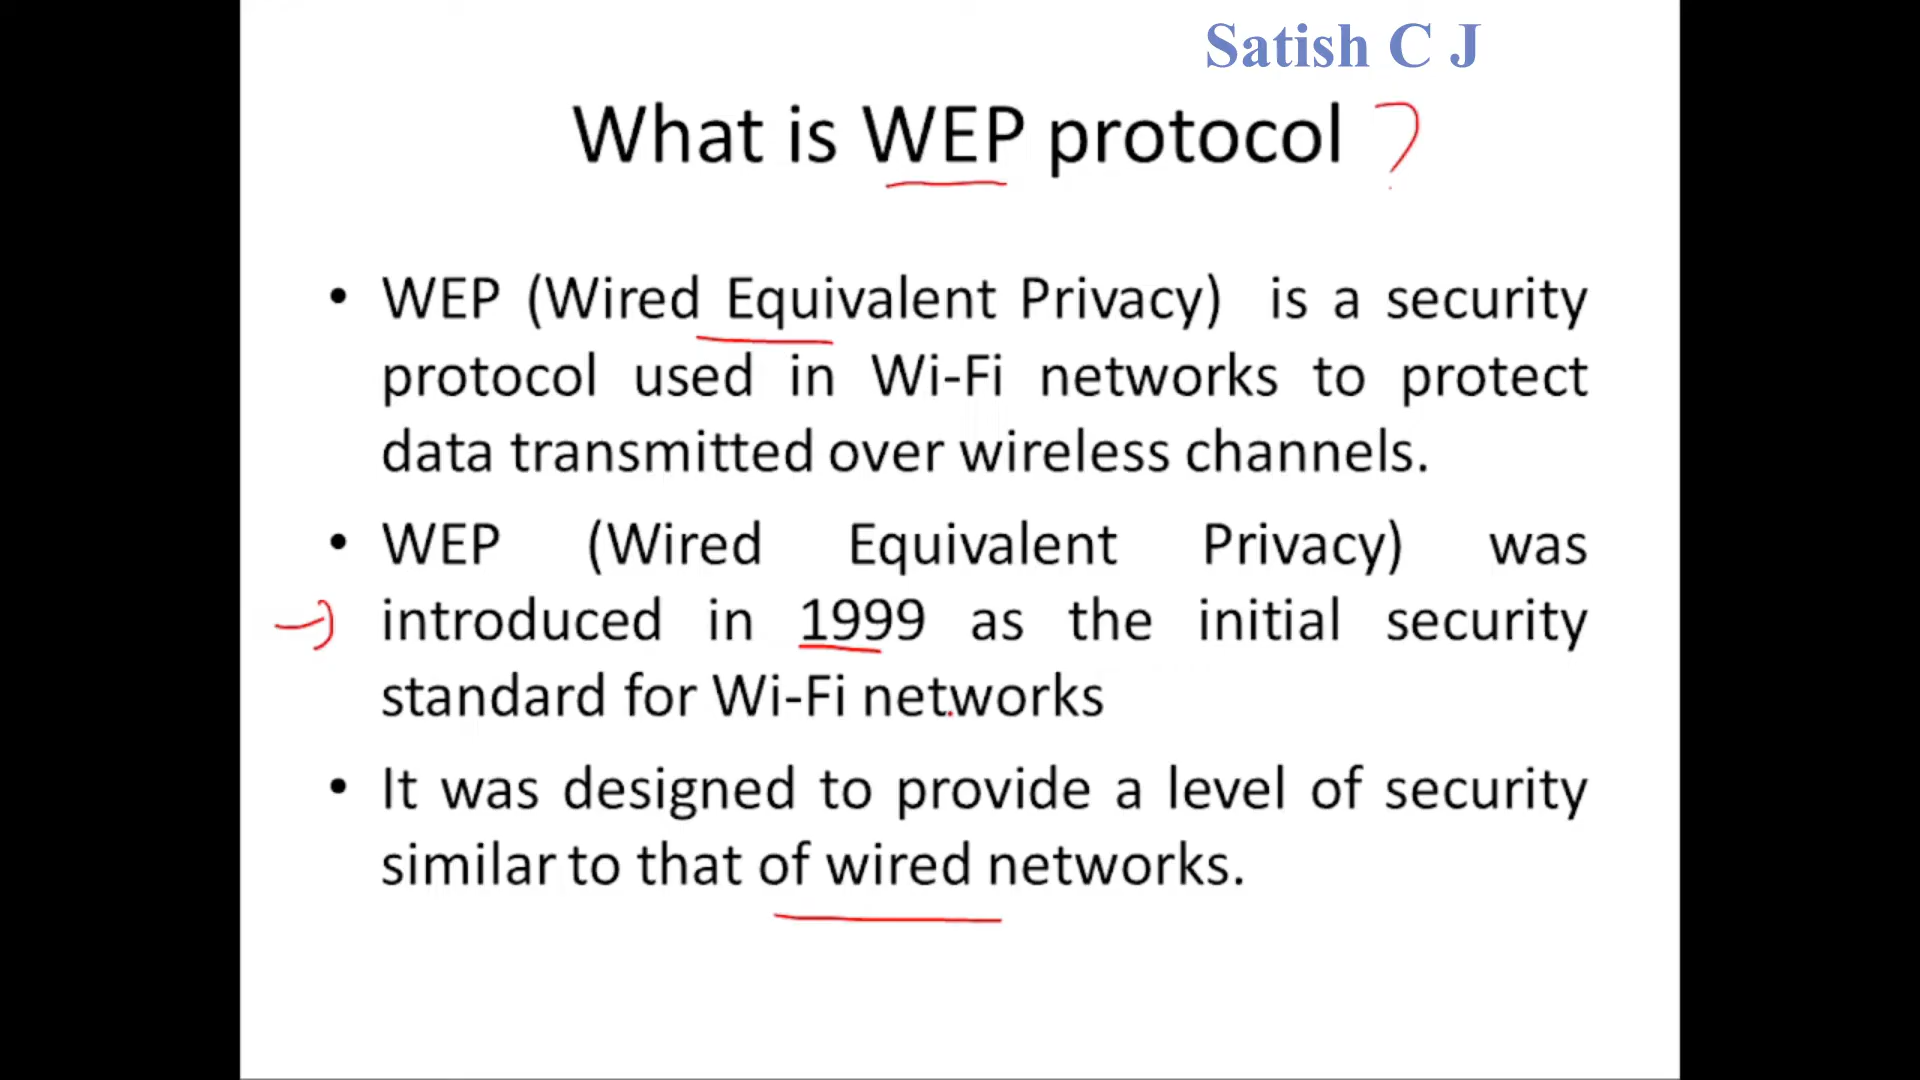 Satish C J
What is WEP protocol ?
• WEP (Wired Equivalent Privacy) is a security
protocol used in Wi-Fi networks to protect
data transmitted over wireless channels.
• WEP (Wired Equivalent Privacy) was
introduced in 1999 as the initial security
standard for Wi-Fi networks
• It was designed to provide a level of security
similar to that of wired networks.